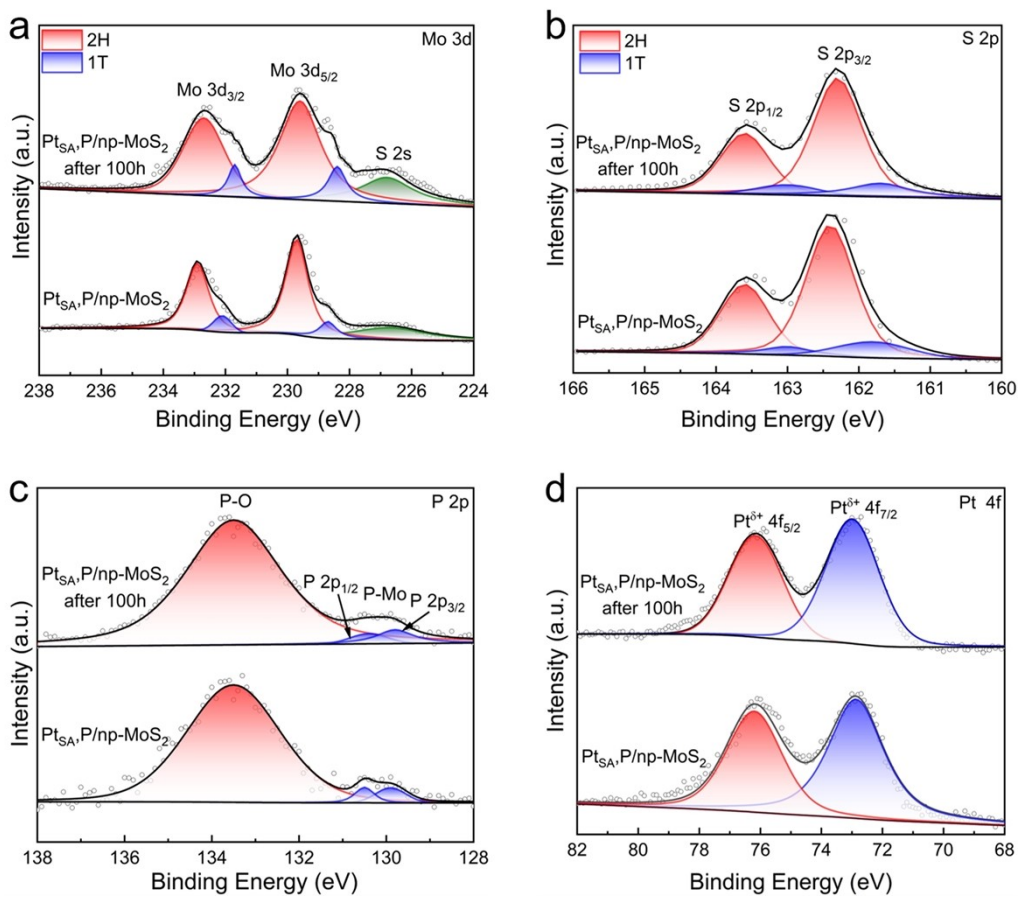 a
Mo 3d
2H
1T
Mo 3d3/2
Mo 3d5/2
S 2s
PtSA,P/np-MoS2
after 100h
PtSA,P/np-MoS2
Intensity (a.u.)
238 236 234 232 230 228 226 224
Binding Energy (eV)
b
S 2p
2H
1T
S 2p1/2
S 2p3/2
PtSA,P/np-MoS2
after 100h
PtSA,P/np-MoS2
Intensity (a.u.)
166 165 164 163 162 161 160
Binding Energy (eV)
c
P 2p
P-O
P 2p1/2
P-Mo
P 2p3/2
PtSA,P/np-MoS2
after 100h
PtSA,P/np-MoS2
Intensity (a.u.)
138 136 134 132 130 128
Binding Energy (eV)
d
Pt 4f
Ptδ+ 4f5/2
Ptδ+ 4f7/2
PtSA,P/np-MoS2
after 100h
PtSA,P/np-MoS2
Intensity (a.u.)
82 80 78 76 74 72 70 68
Binding Energy (eV)